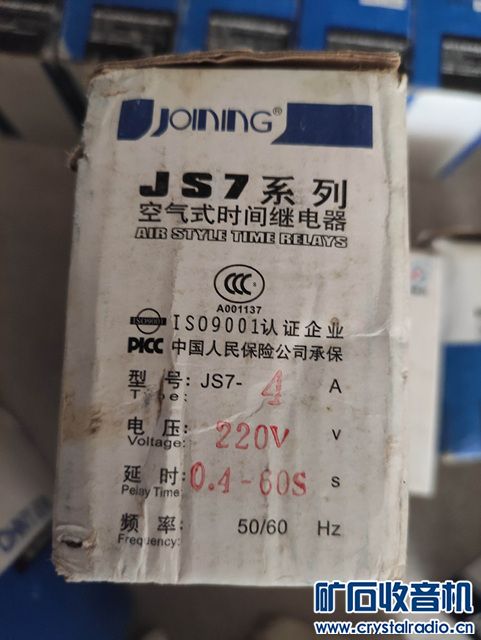 JOINING®
JS7系列
空气式时间继电器
AIR STYLE TIME RELAYS
CCC
A001137
ISO9001 ISO9001认证企业
PICC 中国人民保险公司承保
型号: JS7- 4 A
Type:
电压: 220V V
Voltage:
延时: 0.4-60S s
Pelay Time:
频率: 50/60 Hz
Frequency:
矿石收音机
www.crystalradio.cn